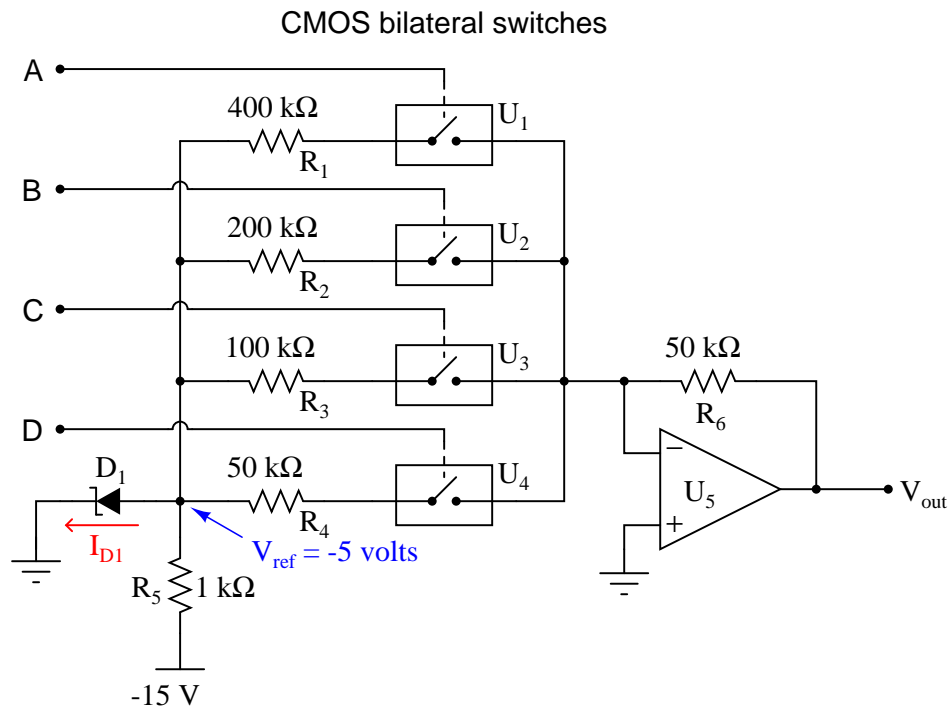 CMOS bilateral switches
A
400 kΩ
U1
R1
B
200 kΩ
U2
R2
C
100 kΩ
U3
R3
50 kΩ
R6
D
D1
50 kΩ
U4
R4
−
U5
+
Vout
ID1
Vref = -5 volts
R5 1 kΩ
-15 V